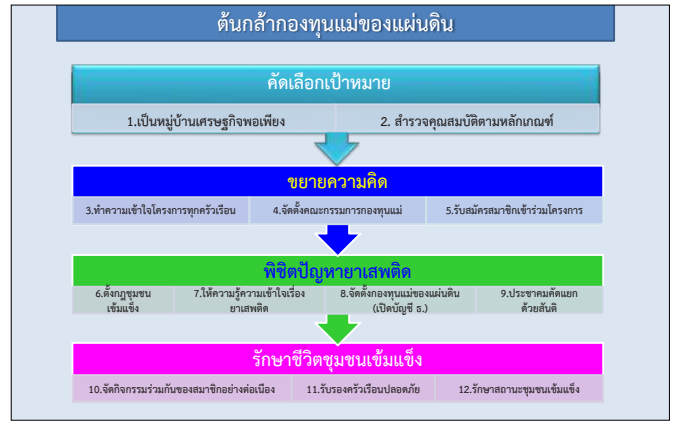 ต้นกล้ากองทุนแม่ของแผ่นดิน
คัดเลือกเป้าหมาย
1.เป็นหมู่บ้านเศรษฐกิจพอเพียง
2. สำรวจคุณสมบัติตามหลักเกณฑ์
ขยายความคิด
3.ทำความเข้าใจโครงการทุกครัวเรือน
4.จัดตั้งคณะกรรมการกองทุนแม่
5.รับสมัครสมาชิกเข้าร่วมโครงการ
พิชิตปัญหายาเสพติด
6.ตั้งกฎชุมชน
เข้มแข็ง
7.ให้ความรู้ความเข้าใจเรื่อง
ยาเสพติด
8.จัดตั้งกองทุนแม่ของแผ่นดิน
(เปิดบัญชี ธ.)
9.ประชาคมคัดแยก
ด้วยสันติ
รักษาชีวิตชุมชนเข้มแข็ง
10.จัดกิจกรรมร่วมกันของสมาชิกอย่างต่อเนือง
11.รับรองครัวเรือนปลอดภัย
12.รักษาสถานะชุมชนเข้มแข็ง